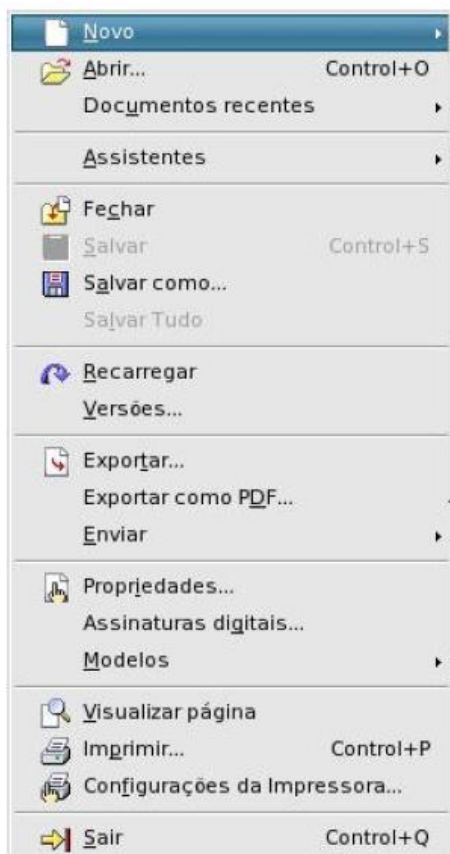 Novo
Abrir... Control+O
Documentos recentes
Assistentes
Fechar
Salvar Control+S
Salvar como...
Salvar Tudo
Recarregar
Versões...
Exportar...
Exportar como PDF...
Enviar
Propriedades...
Assinaturas digitais...
Modelos
Visualizar página
Imprimir... Control+P
Configurações da Impressora...
Sair Control+Q